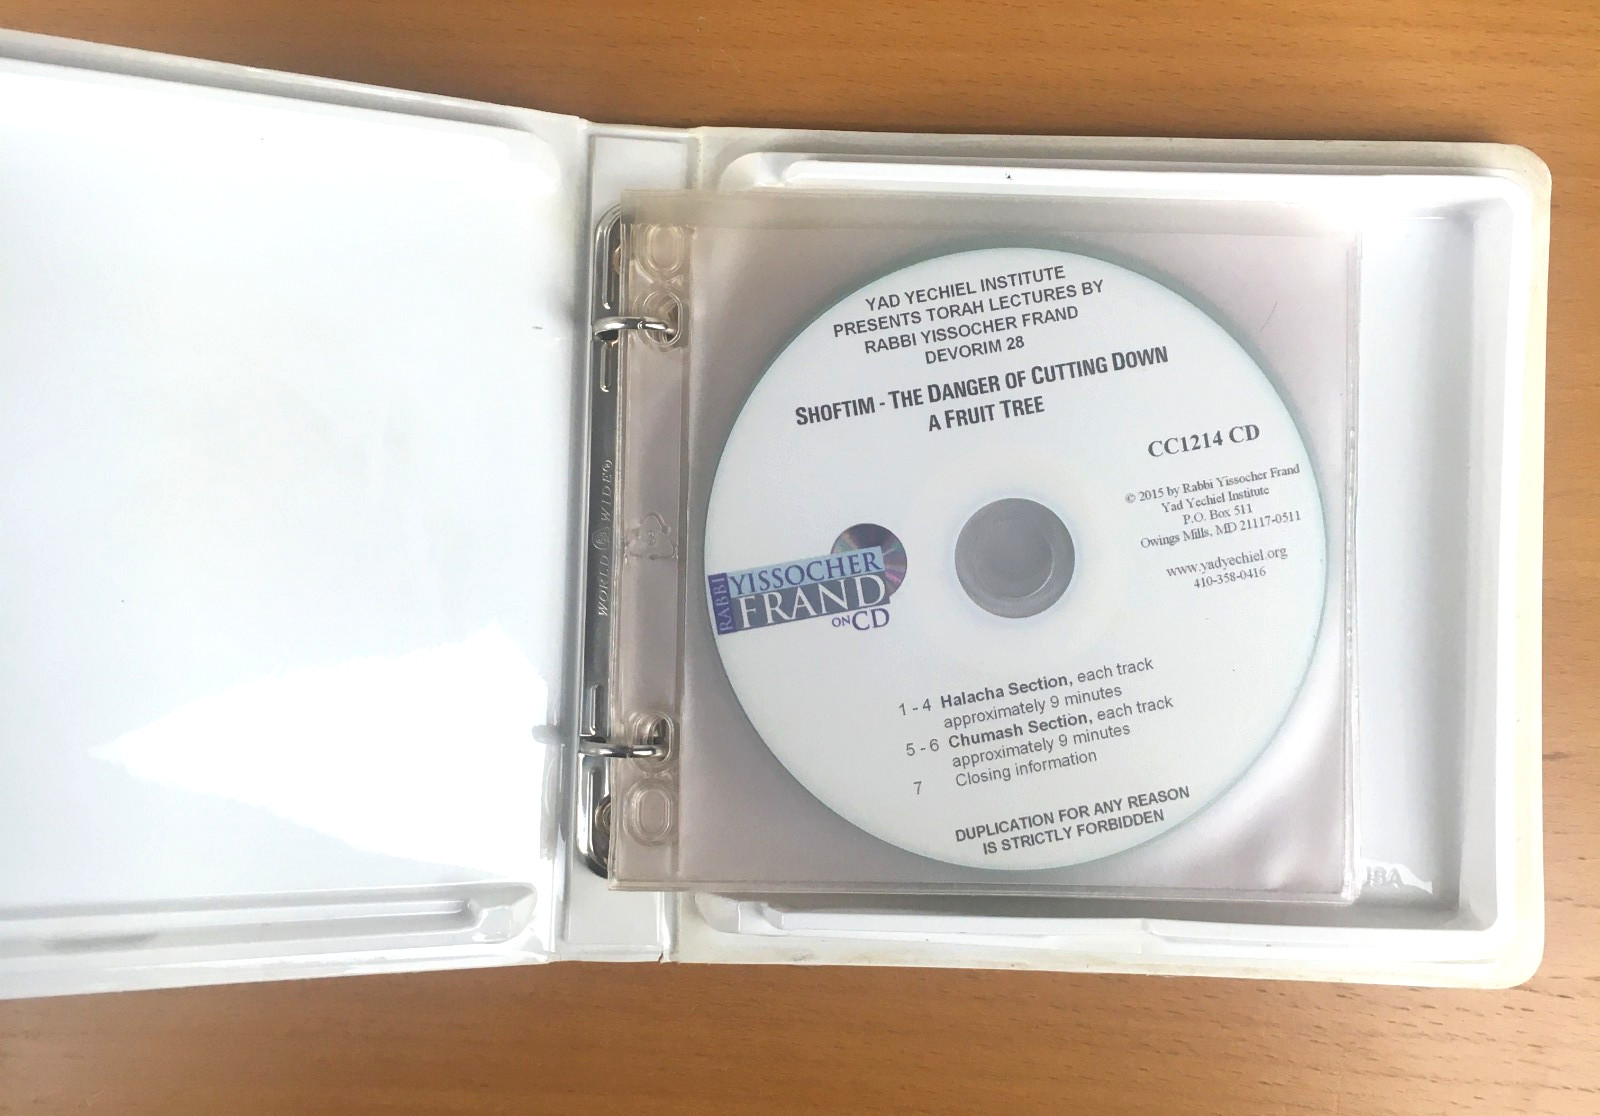 YAD YECHIEL INSTITUTE
PRESENTS TORAH LECTURES BY
RABBI YISSOCHER FRAND
DEVORIM 28
SHOFTIM - THE DANGER OF CUTTING DOWN
A FRUIT TREE
CC1214 CD
© 2015 by Rabbi Yissocher Frand
Yad Yechiel Institute
P.O. Box 511
Owings Mills, MD 21117-0511
www.yadyechiel.org
410-358-0416
RABBI
YISSOCHER
FRAND
ON CD
1 - 4 Halacha Section, each track
approximately 9 minutes
5 - 6 Chumash Section, each track
approximately 9 minutes
7 Closing information
DUPLICATION FOR ANY REASON
IS STRICTLY FORBIDDEN
WORLD WIDE
3